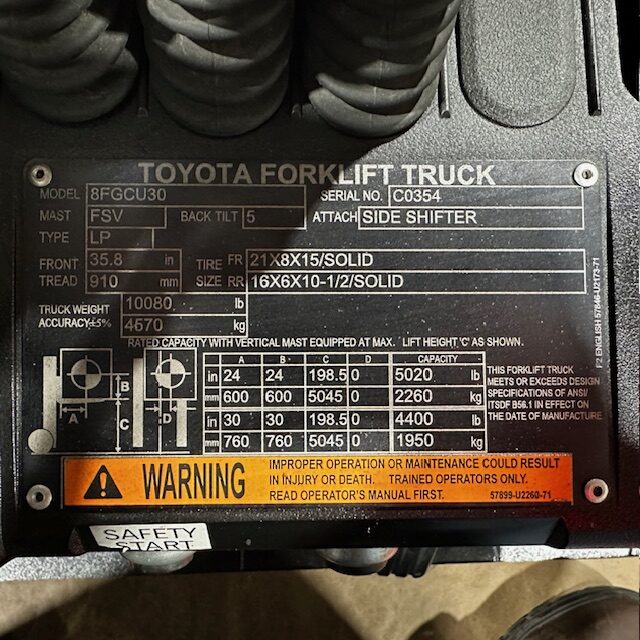 TOYOTA FORKLIFT TRUCK
MODEL 8FGCU30 SERIAL NO. C0354
MAST FSV BACK TILT 5 ATTACH SIDE SHIFTER
TYPE LP
FRONT 35.8 in TIRE FR 21X8X15/SOLID
TREAD 910 mm SIZE RR 16X6X10-1/2/SOLID
TRUCK WEIGHT 10080 lb
ACCURACY±5% 4570 kg
RATED CAPACITY WITH VERTICAL MAST EQUIPPED AT MAX. LIFT HEIGHT 'C' AS SHOWN.
A B C D CAPACITY
in 24 24 198.5 0 5020 lb
mm 600 600 5045 0 2260 kg
in 30 30 198.5 0 4400 lb
mm 760 760 5045 0 1950 kg
A B C D
THIS FORKLIFT TRUCK
MEETS OR EXCEEDS DESIGN
SPECIFICATIONS OF ANSI/
ITSDF B56.1 IN EFFECT ON
THE DATE OF MANUFACTURE
F2 ENGLISH 57846-U2173-71
WARNING
IMPROPER OPERATION OR MAINTENANCE COULD RESULT
IN INJURY OR DEATH. TRAINED OPERATORS ONLY.
READ OPERATOR'S MANUAL FIRST. 57899-U2260-71
SAFETY
START